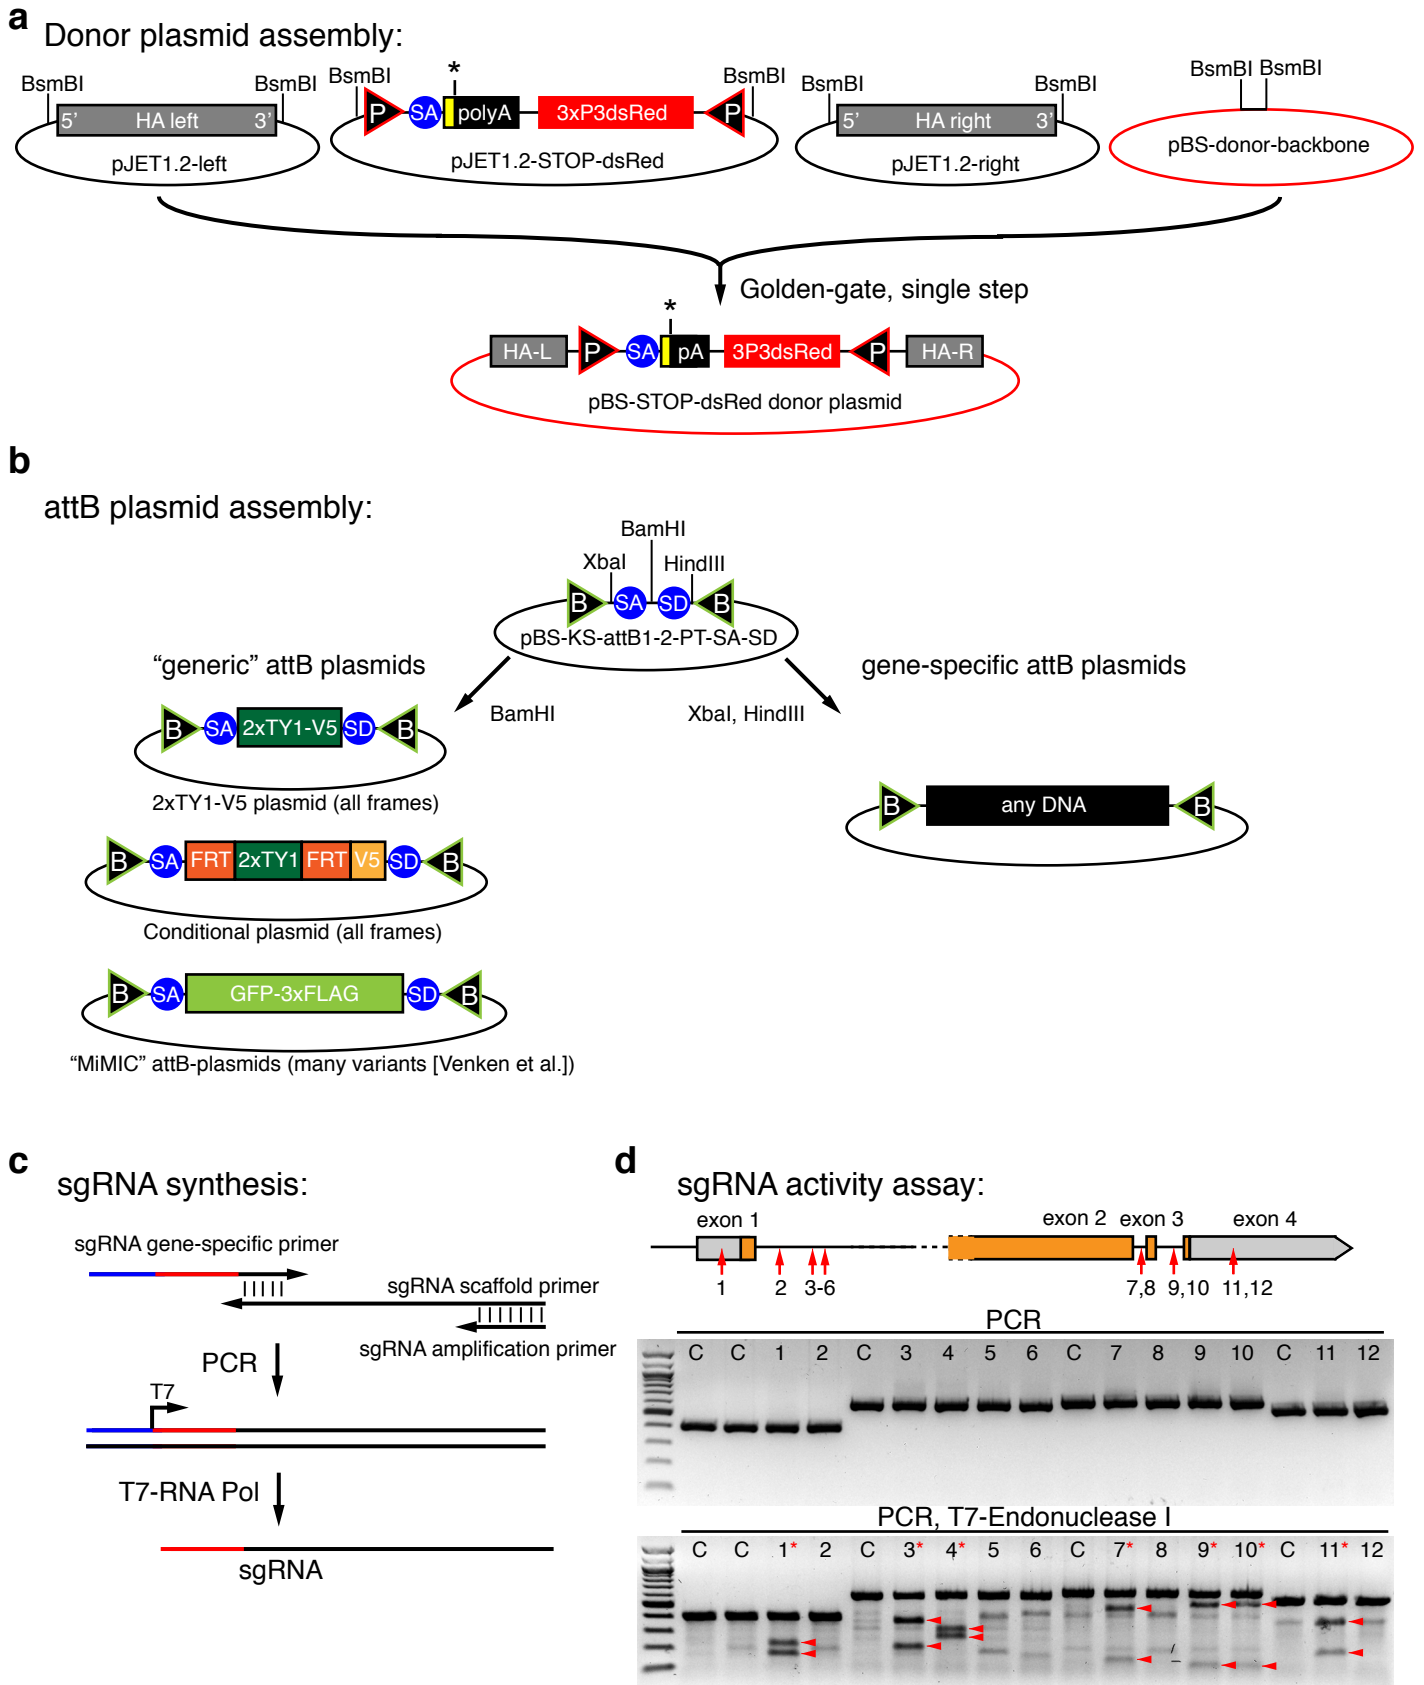 a
Donor plasmid assembly:
BsmBI BsmBI BsmBI * BsmBI BsmBI BsmBI BsmBI BsmBI
5’ HA left 3’ P SA polyA 3xP3dsRed P 5’ HA right 3’
pJET1.2-left pJET1.2-STOP-dsRed pJET1.2-right pBS-donor-backbone
Golden-gate, single step
*
HA-L P SA pA 3P3dsRed P HA-R
pBS-STOP-dsRed donor plasmid
b
attB plasmid assembly:
BamHI
XbaI HindIII
B SA SD B
pBS-KS-attB1-2-PT-SA-SD
“generic” attB plasmids
gene-specific attB plasmids
BamHI XbaI, HindIII
B SA 2xTY1-V5 SD B
2xTY1-V5 plasmid (all frames)
B any DNA B
B SA FRT 2xTY1 FRT V5 SD B
Conditional plasmid (all frames)
B SA GFP-3xFLAG SD B
“MiMIC” attB-plasmids (many variants [Venken et al.])
c
sgRNA synthesis:
sgRNA gene-specific primer
sgRNA scaffold primer
sgRNA amplification primer
PCR
T7
T7-RNA Pol
sgRNA
d
sgRNA activity assay:
exon 1 exon 2 exon 3 exon 4
1 2 3-6 7,8 9,10 11,12
PCR
C C 1 2 C 3 4 5 6 C 7 8 9 10 C 11 12
PCR, T7-Endonuclease I
C C 1* 2 C 3* 4* 5 6 C 7* 8 9* 10* C 11* 12